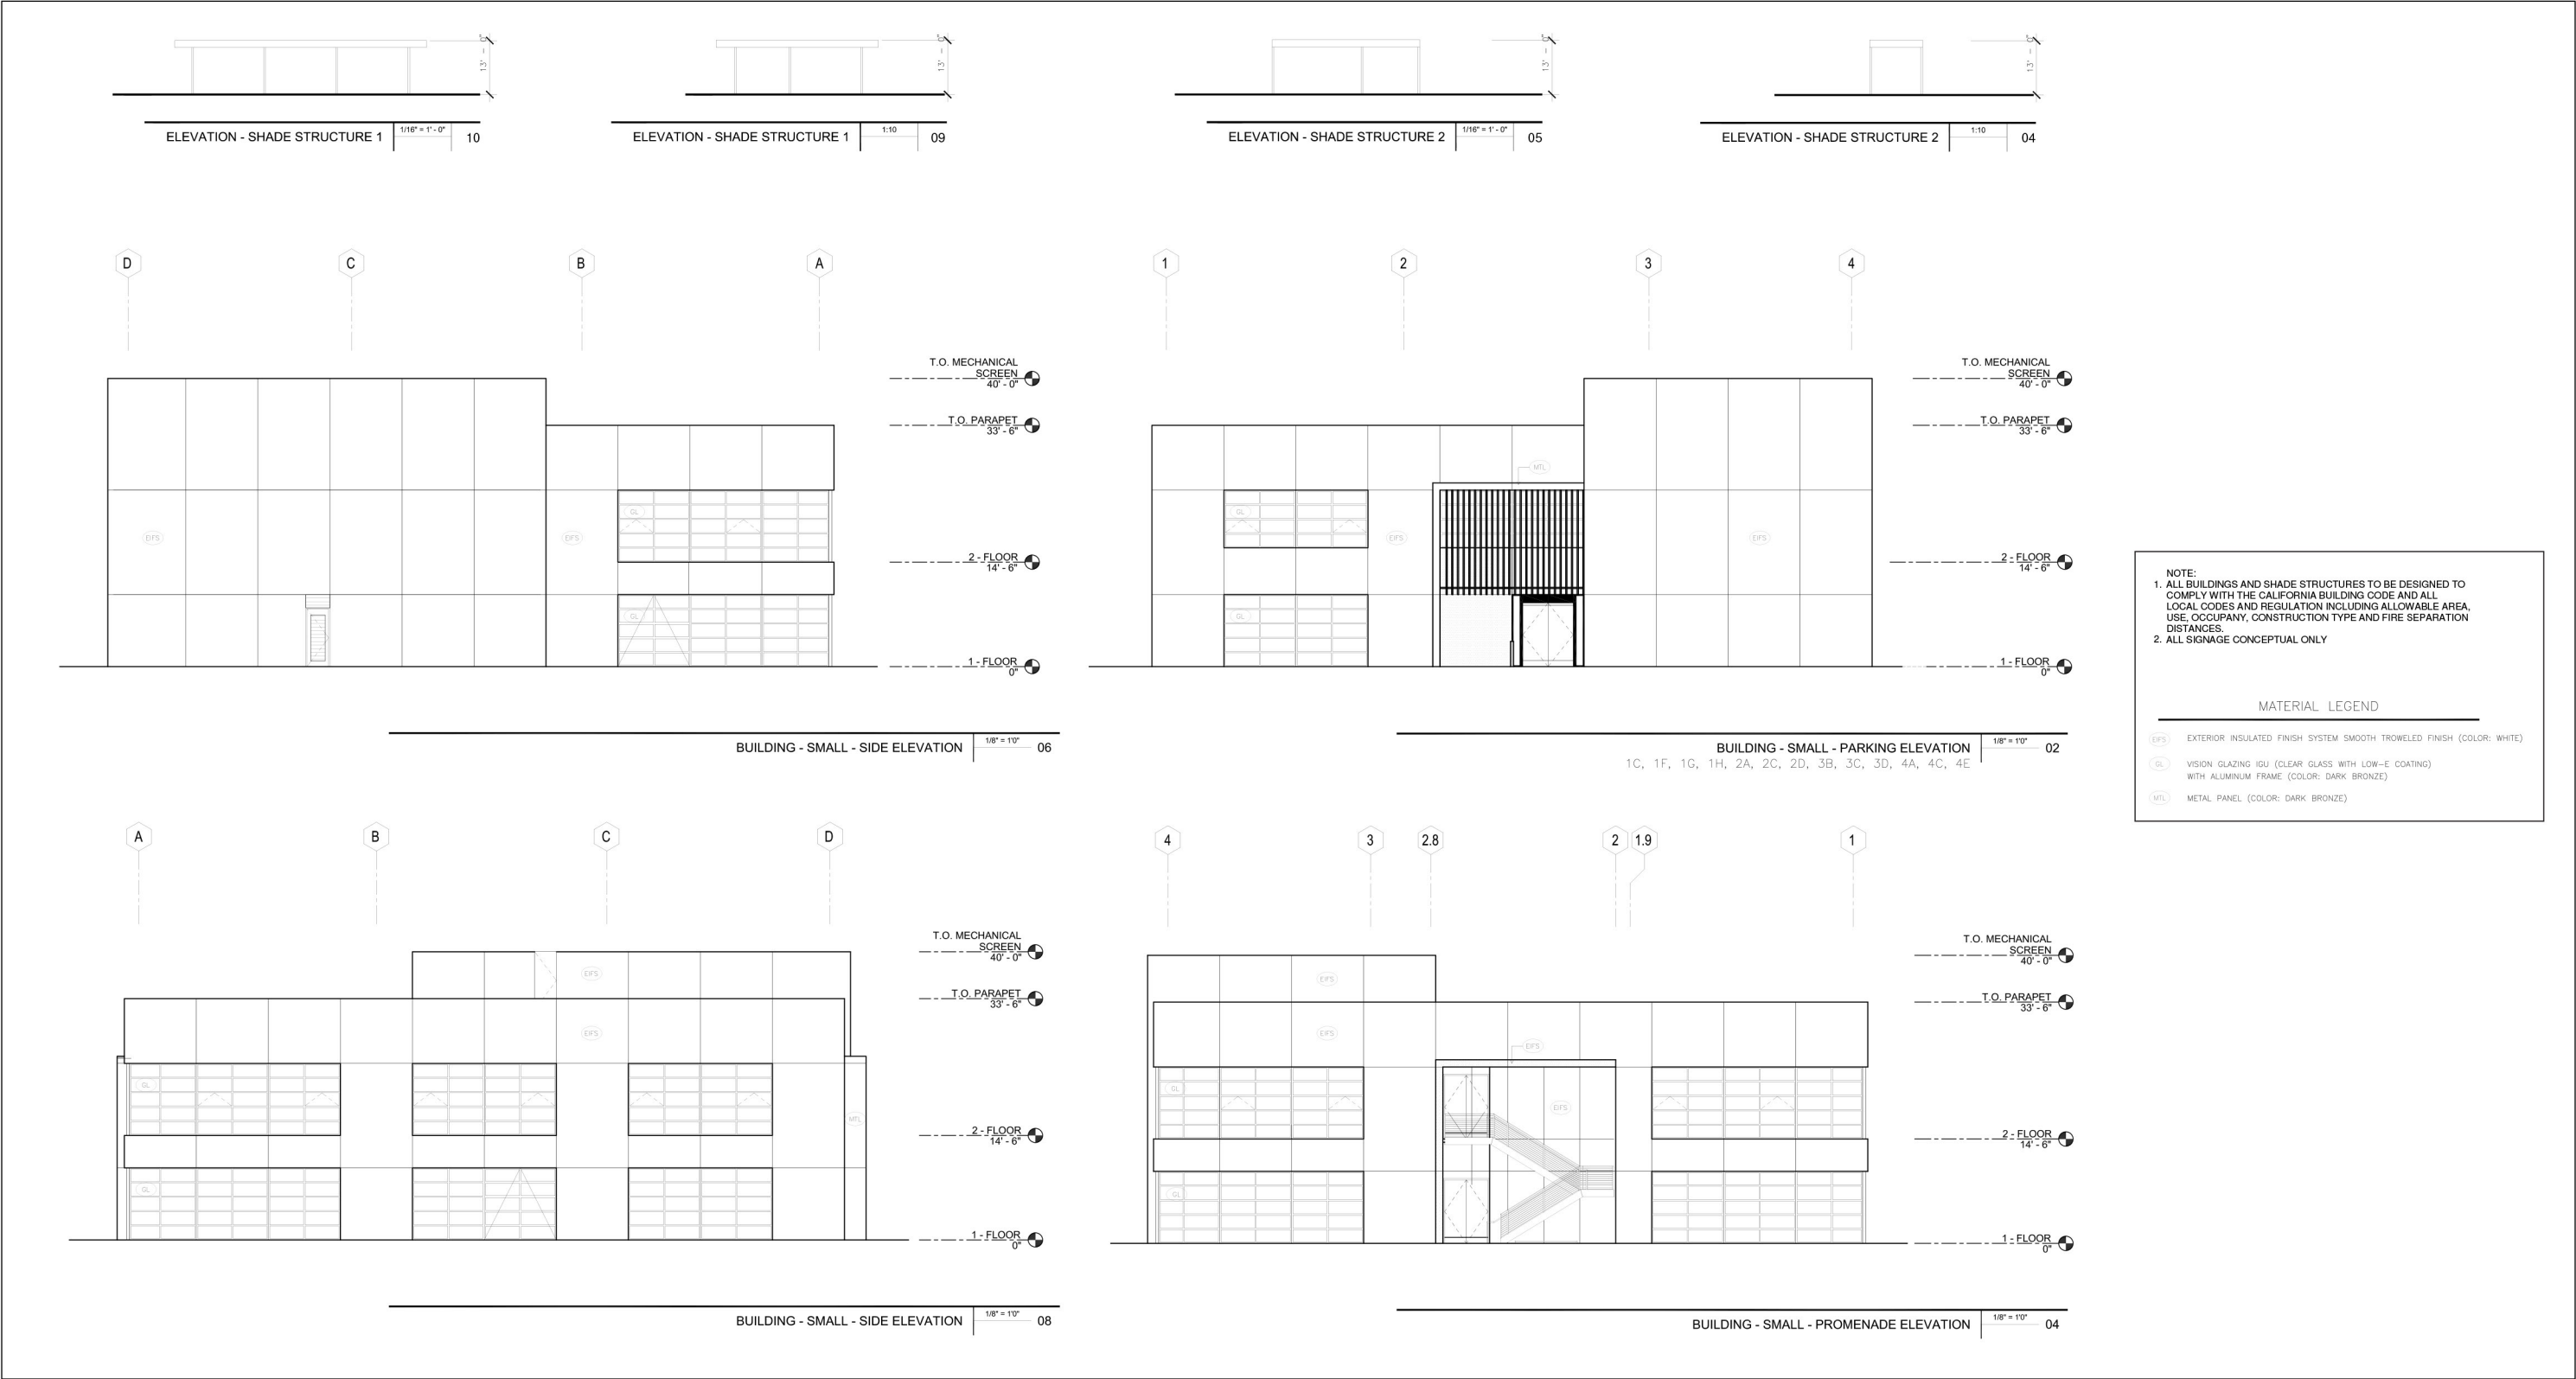 13' - 0"
ELEVATION - SHADE STRUCTURE 1 1/16" = 1' - 0" 10
13' - 0"
ELEVATION - SHADE STRUCTURE 1 1:10 09
13' - 0"
ELEVATION - SHADE STRUCTURE 2 1/16" = 1' - 0" 05
13' - 0"
ELEVATION - SHADE STRUCTURE 2 1:10 04
D C B A
T.O. MECHANICAL
SCREEN
40' - 0"
T.O. PARAPET
33' - 6"
2 - FLOOR
14' - 6"
1 - FLOOR
0"
EIFS
EIFS
GL
GL
BUILDING - SMALL - SIDE ELEVATION 1/8" = 1'0" 06
1 2 3 4
T.O. MECHANICAL
SCREEN
40' - 0"
T.O. PARAPET
33' - 6"
2 - FLOOR
14' - 6"
1 - FLOOR
0"
MTL
GL
EIFS
EIFS
GL
BUILDING - SMALL - PARKING ELEVATION 1/8" = 1'0" 02
1C, 1F, 1G, 1H, 2A, 2C, 2D, 3B, 3C, 3D, 4A, 4C, 4E
NOTE:
1. ALL BUILDINGS AND SHADE STRUCTURES TO BE DESIGNED TO
COMPLY WITH THE CALIFORNIA BUILDING CODE AND ALL
LOCAL CODES AND REGULATION INCLUDING ALLOWABLE AREA,
USE, OCCUPANY, CONSTRUCTION TYPE AND FIRE SEPARATION
DISTANCES.
2. ALL SIGNAGE CONCEPTUAL ONLY
MATERIAL LEGEND
EIFS EXTERIOR INSULATED FINISH SYSTEM SMOOTH TROWELED FINISH (COLOR: WHITE)
GL VISION GLAZING IGU (CLEAR GLASS WITH LOW-E COATING)
WITH ALUMINUM FRAME (COLOR: DARK BRONZE)
MTL METAL PANEL (COLOR: DARK BRONZE)
A B C D
T.O. MECHANICAL
SCREEN
40' - 0"
T.O. PARAPET
33' - 6"
2 - FLOOR
14' - 6"
1 - FLOOR
0"
EIFS
EIFS
GL
MTL
GL
BUILDING - SMALL - SIDE ELEVATION 1/8" = 1'0" 08
4 3 2.8 2 1.9 1
T.O. MECHANICAL
SCREEN
40' - 0"
T.O. PARAPET
33' - 6"
2 - FLOOR
14' - 6"
1 - FLOOR
0"
EIFS
EIFS
EIFS
GL
EIFS
GL
BUILDING - SMALL - PROMENADE ELEVATION 1/8" = 1'0" 04